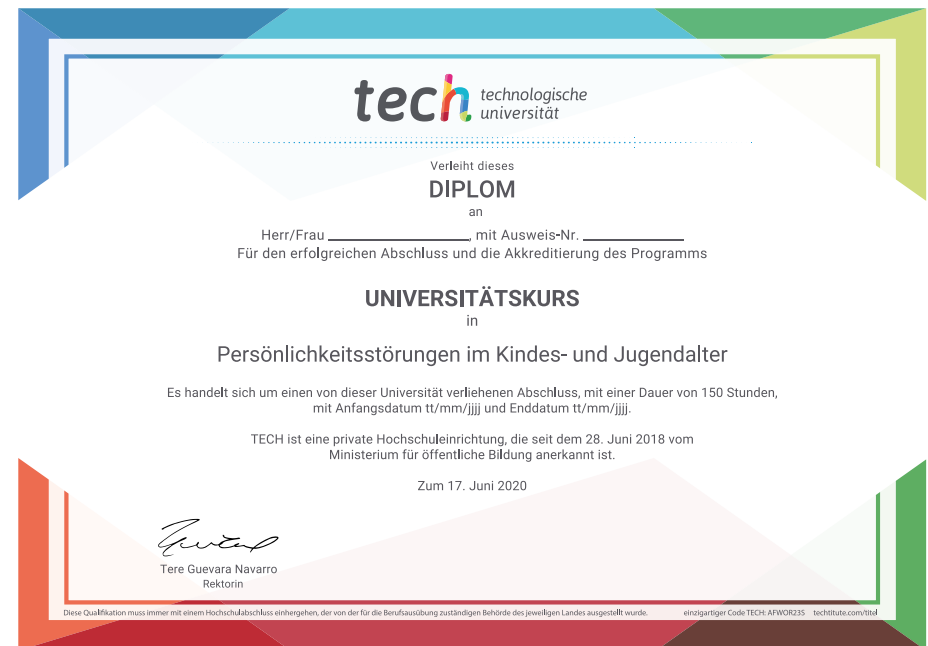 tech technologische
universität
Verleiht dieses
DIPLOM
an
Herr/Frau ____________________, mit Ausweis-Nr. ______________
Für den erfolgreichen Abschluss und die Akkreditierung des Programms
UNIVERSITÄTSKURS
in
Persönlichkeitsstörungen im Kindes- und Jugendalter
Es handelt sich um einen von dieser Universität verliehenen Abschluss, mit einer Dauer von 150 Stunden,
mit Anfangsdatum tt/mm/jjjj und Enddatum tt/mm/jjjj.
TECH ist eine private Hochschuleinrichtung, die seit dem 28. Juni 2018 vom
Ministerium für öffentliche Bildung anerkannt ist.
Zum 17. Juni 2020
Tere Guevara Navarro
Rektorin
Diese Qualifikation muss immer mit einem Hochschulabschluss einhergehen, der von der für die Berufsausübung zuständigen Behörde des jeweiligen Landes ausgestellt wurde. einzigartiger Code TECH: AFWOR23S techtitute.com/titel